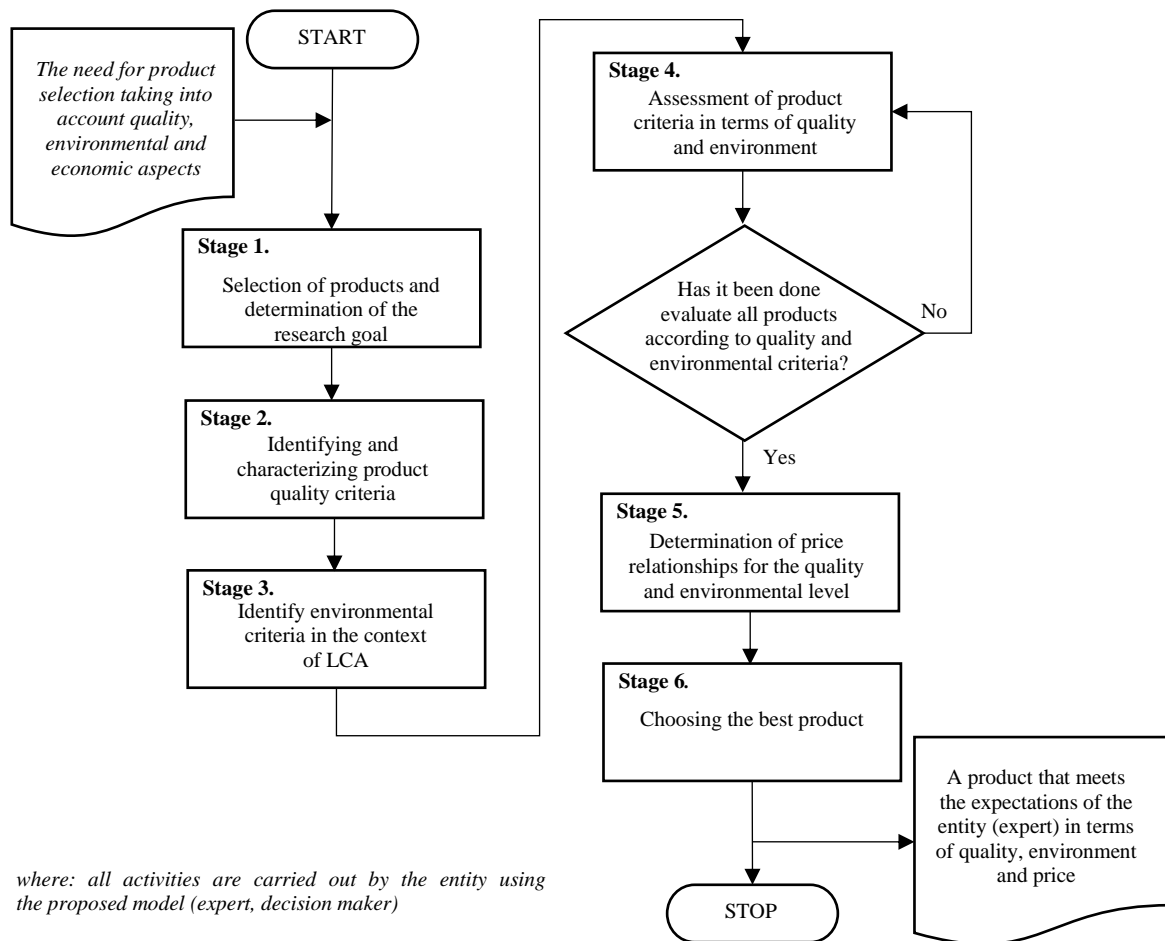 START
The need for product
selection taking into
account quality,
environmental and
economic aspects
Stage 1.
Selection of products and
determination of the
research goal
Stage 2.
Identifying and
characterizing product
quality criteria
Stage 3.
Identify environmental
criteria in the context
of LCA
Stage 4.
Assessment of product
criteria in terms of quality
and environment
Has it been done
evaluate all products
according to quality and
environmental criteria?
No
Yes
Stage 5.
Determination of price
relationships for the quality
and environmental level
Stage 6.
Choosing the best product
A product that meets
the expectations of the
entity (expert) in terms
of quality, environment
and price
STOP
where: all activities are carried out by the entity using
the proposed model (expert, decision maker)